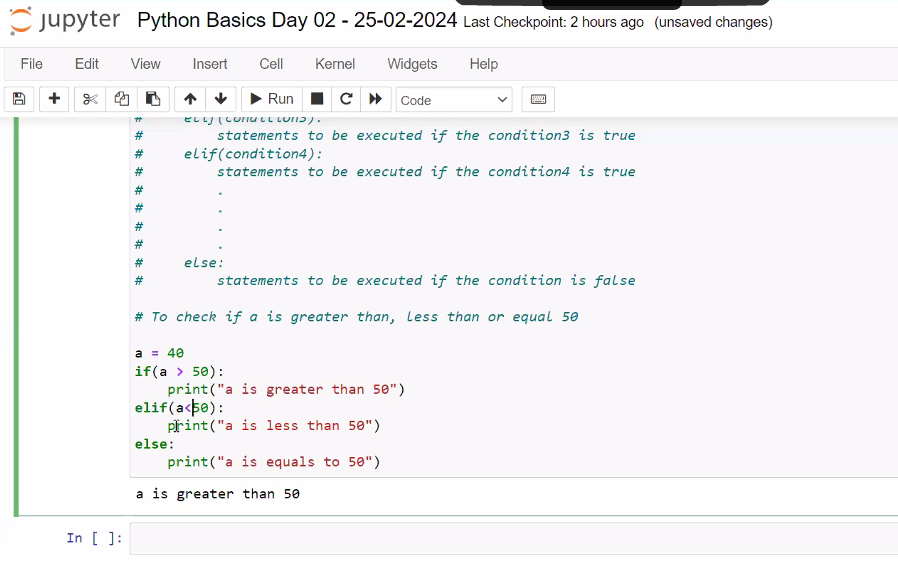 jupyter Python Basics Day 02 - 25-02-2024 Last Checkpoint: 2 hours ago (unsaved changes)
File Edit View Insert Cell Kernel Widgets Help
Run Code
# elif(condition3):
# statements to be executed if the condition3 is true
# elif(condition4):
# statements to be executed if the condition4 is true
# .
# .
# .
# .
# else:
# statements to be executed if the condition is false
# To check if a is greater than, less than or equal 50
a = 40
if(a > 50):
print("a is greater than 50")
elif(a<50):
print("a is less than 50")
else:
print("a is equals to 50")
a is greater than 50
In [ ]: